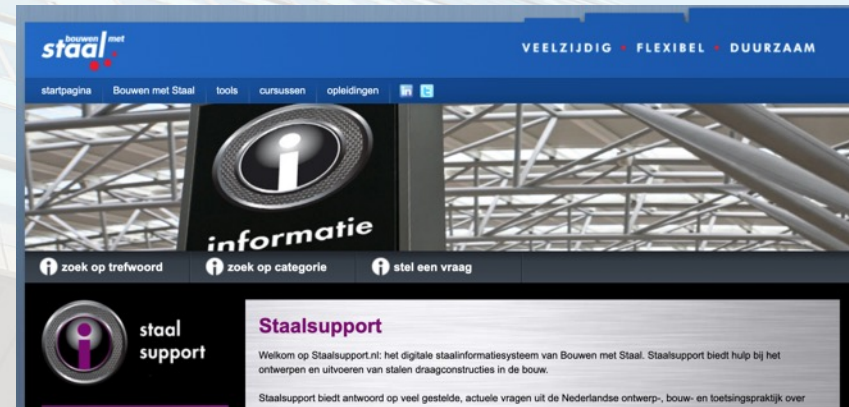 bouwen met
staal
VEELZIJDIG • FLEXIBEL • DUURZAAM
startpagina Bouwen met Staal tools cursussen opleidingen in t
i
informatie
i zoek op trefwoord i zoek op categorie i stel een vraag
i staal
support
Staalsupport
Welkom op Staalsupport.nl: het digitale staalinformatiesysteem van Bouwen met Staal. Staalsupport biedt hulp bij het
ontwerpen en uitvoeren van stalen draagconstructies in de bouw.
Staalsupport biedt antwoord op veel gestelde, actuele vragen uit de Nederlandse ontwerp-, bouw- en toetsingspraktijk over